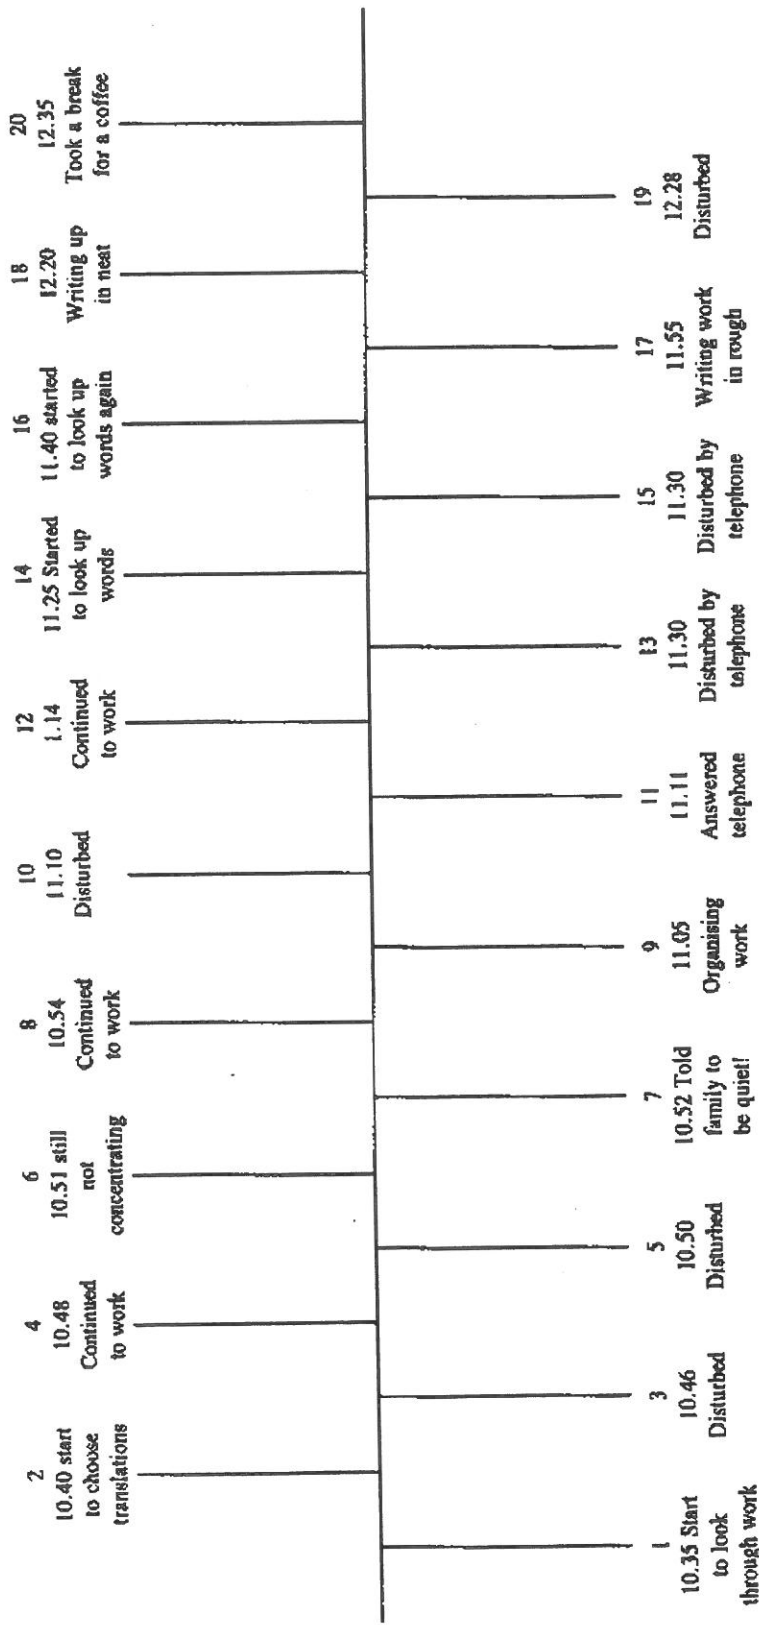 1
10.35 Start
to look
through work
2
10.40 start
to choose
translations
3
10.46
Disturbed
4
10.48
Continued
to work
5
10.50
Disturbed
6
10.51 still
not
concentrating
7
10.52 Told
family to
be quiet!
8
10.54
Continued
to work
9
11.05
Organising
work
10
11.10
Disturbed
11
11.11
Answered
telephone
12
1.14
Continued
to work
13
11.30
Disturbed by
telephone
14
11.25 Started
to look up
words
15
11.30
Disturbed by
telephone
16
11.40 started
to look up
words again
17
11.55
Writing work
in rough
18
12.20
Writing up
in neat
19
12.28
Disturbed
20
12.35
Took a break
for a coffee